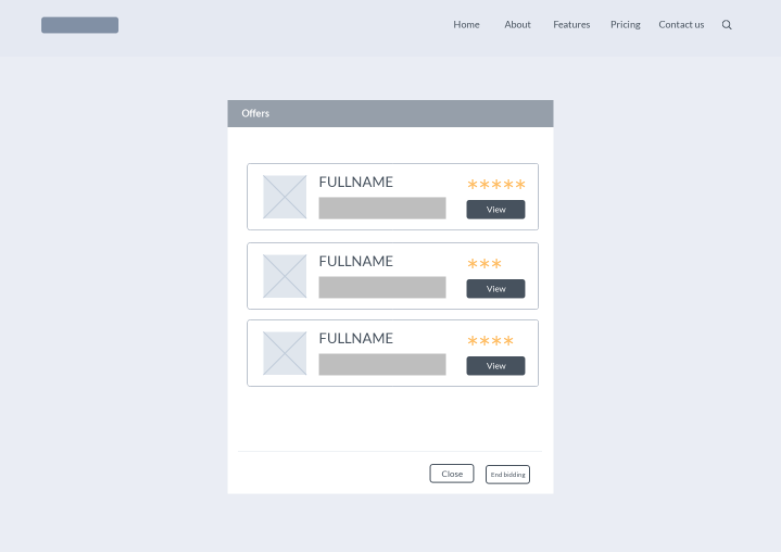 Home About Features Pricing Contact us
Offers
FULLNAME
*****
View
FULLNAME
***
View
FULLNAME
****
View
Close End bidding